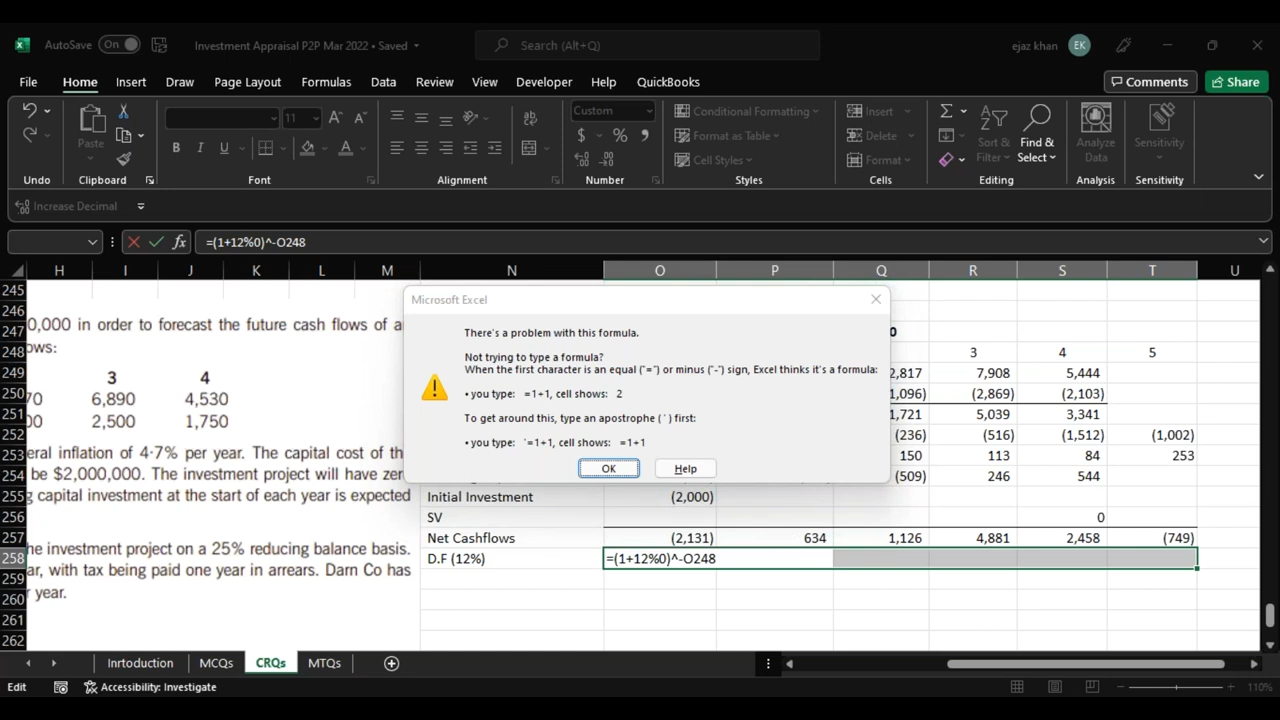 AutoSave On Investment Appraisal P2P Mar 2022 • Saved Search (Alt+Q) ejaz khan EK
File Home Insert Draw Page Layout Formulas Data Review View Developer Help QuickBooks Comments Share
11 Custom Conditional Formatting Insert
Paste $ % Format as Table Delete Sort & Filter Find & Select Analyze Data Sensitivity
B I U A Cell Styles Format
Undo Clipboard Font Alignment Number Styles Cells Editing Analysis Sensitivity
Increase Decimal
fx =(1+12%0)^-O248
H I J K L M N O P Q R S T U
245
246
0,000 in order to forecast the future cash flows of a
247 0
248 ows: 3 4 5
249 3 4 2,817 7,908 5,444
250 70 6,890 4,530 1,096) (2,869) (2,103)
251 00 2,500 1,750 1,721 5,039 3,341
252 (236) (516) (1,512) (1,002)
253 eral inflation of 4·7% per year. The capital cost of th 150 113 84 253
254 be $2,000,000. The investment project will have zer (509) 246 544
255 g capital investment at the start of each year is expected Initial Investment (2,000)
256 SV 0
257 he investment project on a 25% reducing balance basis. Net Cashflows (2,131) 634 1,126 4,881 2,458 (749)
258 ar, with tax being paid one year in arrears. Darn Co has D.F (12%) =(1+12%0)^-O248
259
260 r year.
261
262
Microsoft Excel
There's a problem with this formula.
Not trying to type a formula?
When the first character is an equal ("=") or minus ("-") sign, Excel thinks it's a formula:
• you type: =1+1, cell shows: 2
To get around this, type an apostrophe ( ' ) first:
• you type: '=1+1, cell shows: =1+1
OK Help
Inrtoduction MCQs CRQs MTQs
Edit Accessibility: Investigate 110%